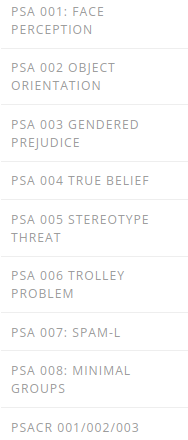 PSA 001: FACE
PERCEPTION
PSA 002 OBJECT
ORIENTATION
PSA 003 GENDERED
PREJUDICE
PSA 004 TRUE BELIEF
PSA 005 STEREOTYPE
THREAT
PSA 006 TROLLEY
PROBLEM
PSA 007: SPAM-L
PSA 008: MINIMAL
GROUPS
PSACR 001/002/003